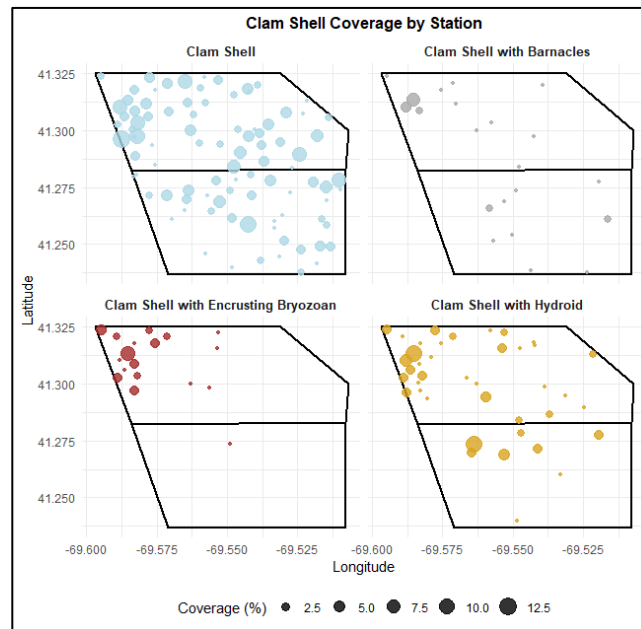 Clam Shell Coverage by Station
Clam Shell
Clam Shell with Barnacles
41.325
41.300
41.275
41.250
Latitude
Clam Shell with Encrusting Bryozoan
Clam Shell with Hydroid
41.325
41.300
41.275
41.250
-69.600 -69.575 -69.550 -69.525 -69.600 -69.575 -69.550 -69.525
Longitude
Coverage (%) 2.5 5.0 7.5 10.0 12.5